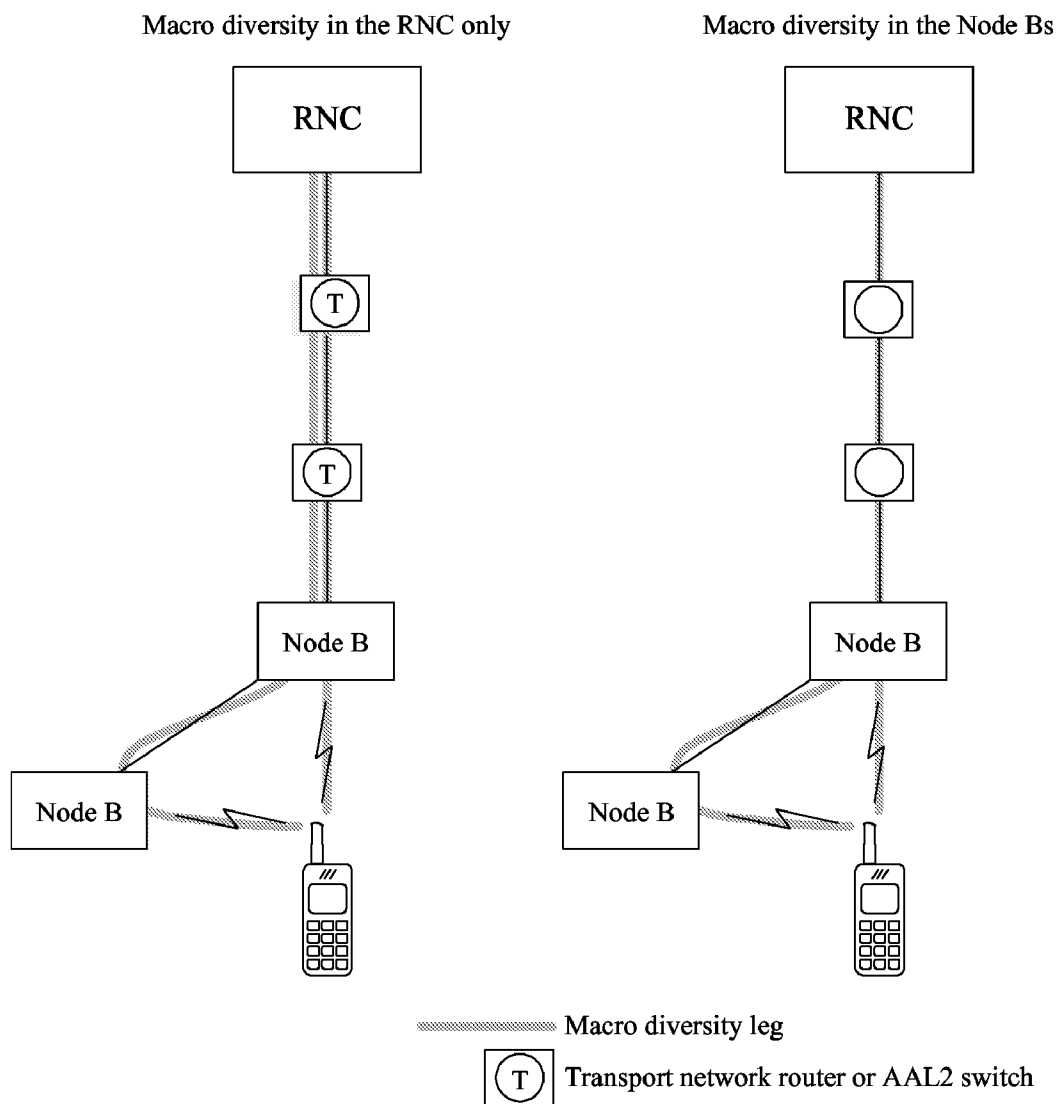 Macro diversity in the RNC only
Macro diversity in the Node Bs
RNC
RNC
T
T
Node B
Node B
Node B
Node B
Macro diversity leg
T
Transport network router or AAL2 switch